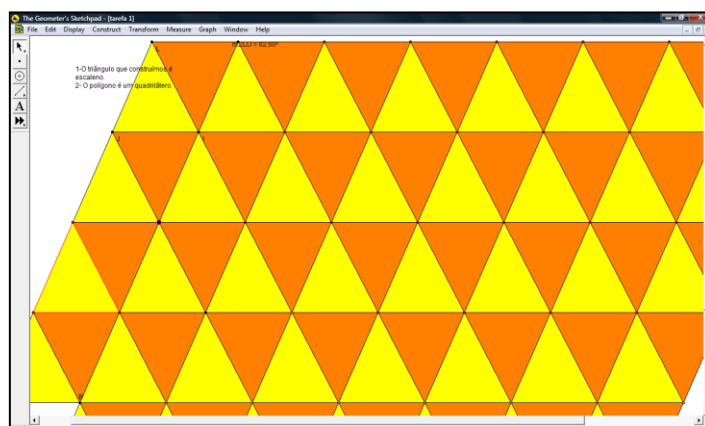 The Geometer's Sketchpad - [tarefa 1]
File Edit Display Construct Transform Measure Graph Window Help
L
1-O triângulo que construímos é
escaleno.
2- O polígono é um quadrilátero.
J
I
A